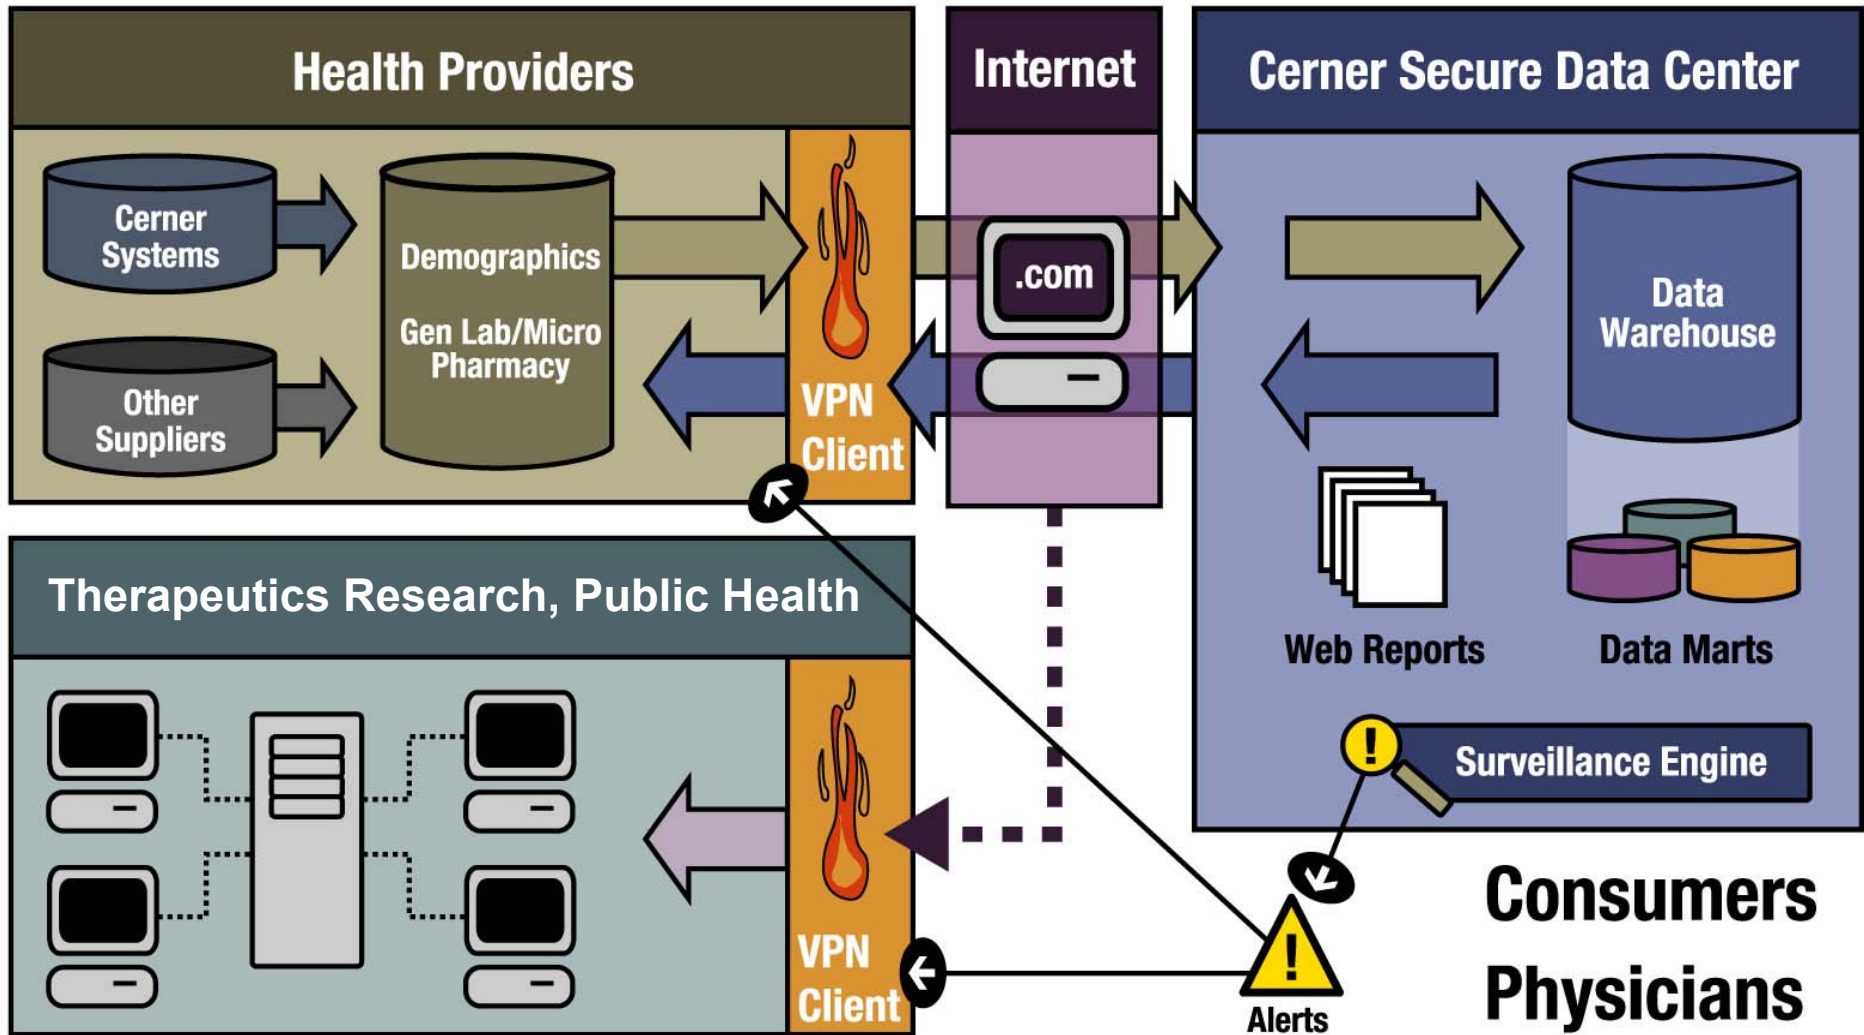 Health Providers
Internet
Cerner Secure Data Center
Cerner
Systems
Other
Suppliers
Demographics
Gen Lab/Micro
Pharmacy
VPN
Client
.com
Data
Warehouse
Web Reports
Data Marts
!
Surveillance Engine
Therapeutics Research, Public Health
VPN
Client
!
Alerts
Consumers
Physicians